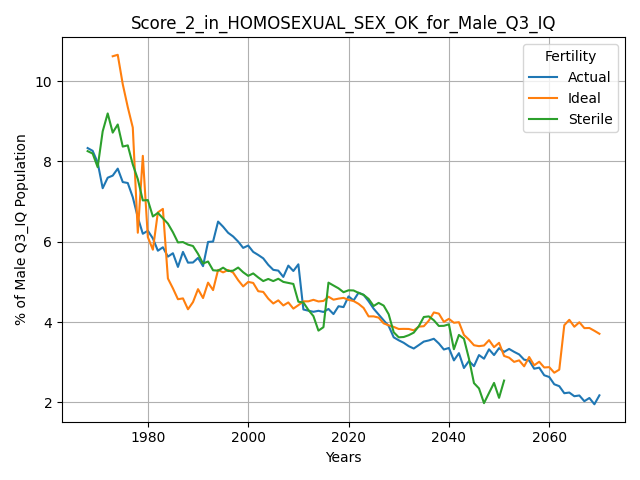 Score_2_in_HOMOSEXUAL_SEX_OK_for_Male_Q3_IQ
Fertility
Actual
Ideal
Sterile
% of Male Q3_IQ Population
10
8
6
4
2
1980 2000 2020 2040 2060
Years